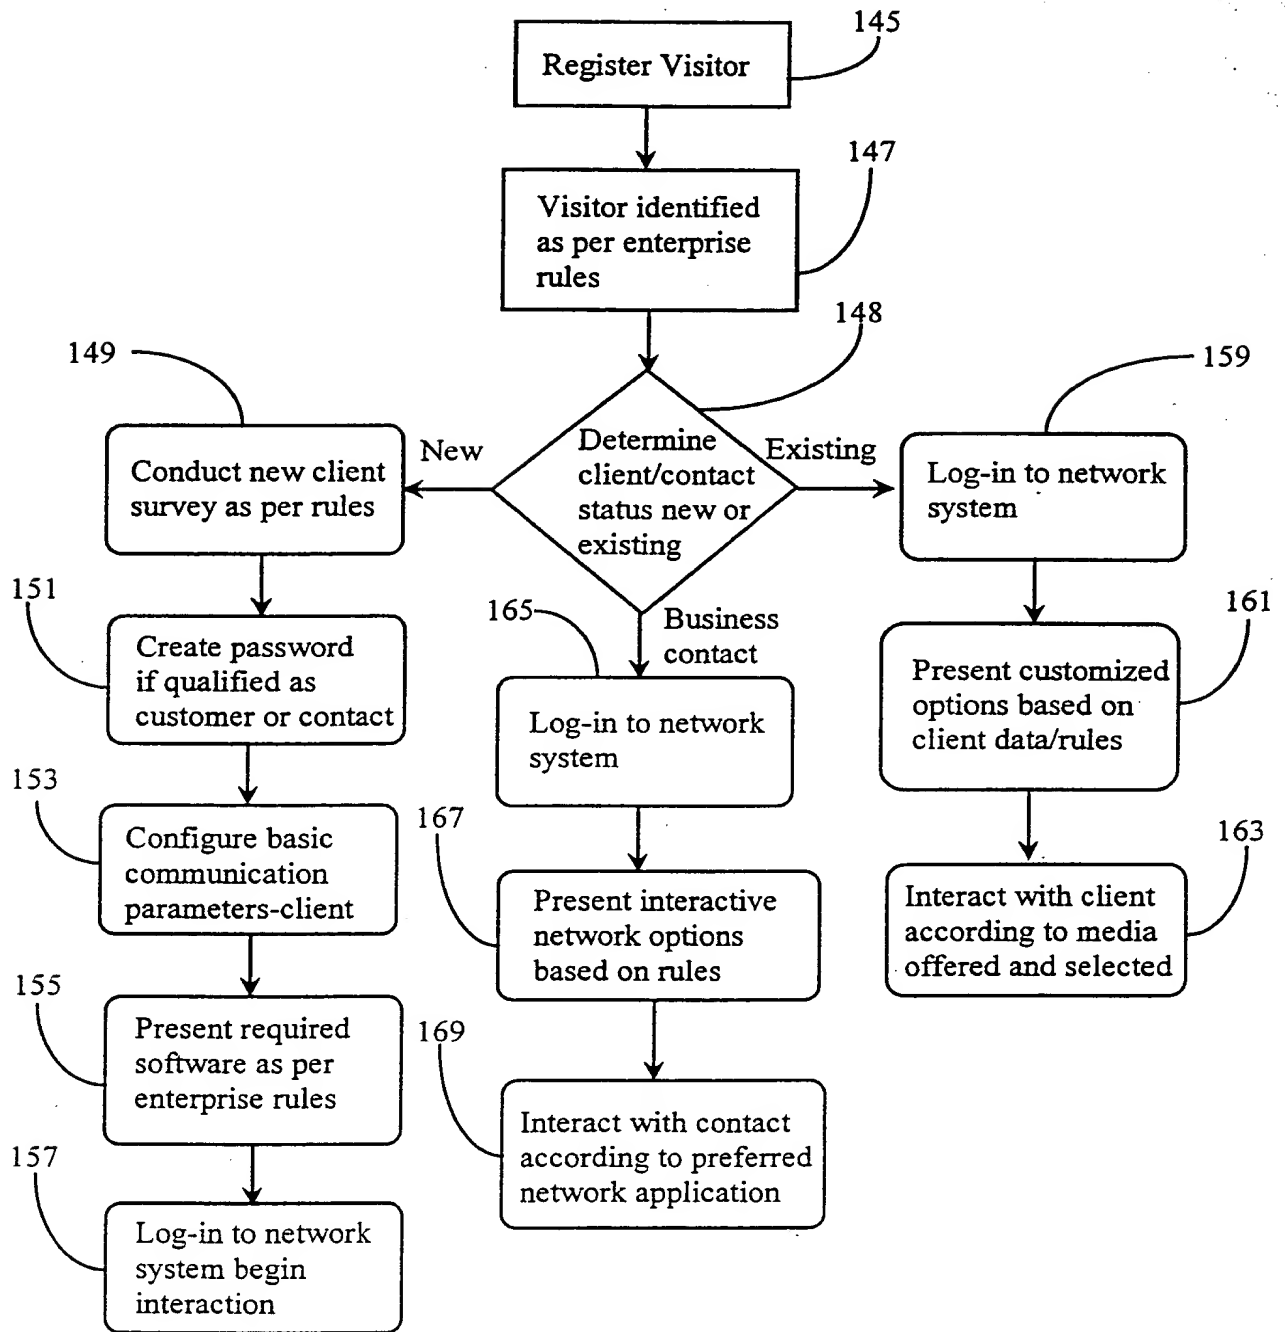 145
Register Visitor
147
Visitor identified
as per enterprise
rules
148
Determine
client/contact
status new or
existing
New
Existing
Business
contact
149
Conduct new client
survey as per rules
151
Create password
if qualified as
customer or contact
153
Configure basic
communication
parameters-client
155
Present required
software as per
enterprise rules
157
Log-in to network
system begin
interaction
165
Log-in to network
system
167
Present interactive
network options
based on rules
169
Interact with contact
according to preferred
network application
159
Log-in to network
system
161
Present customized
options based on
client data/rules
163
Interact with client
according to media
offered and selected